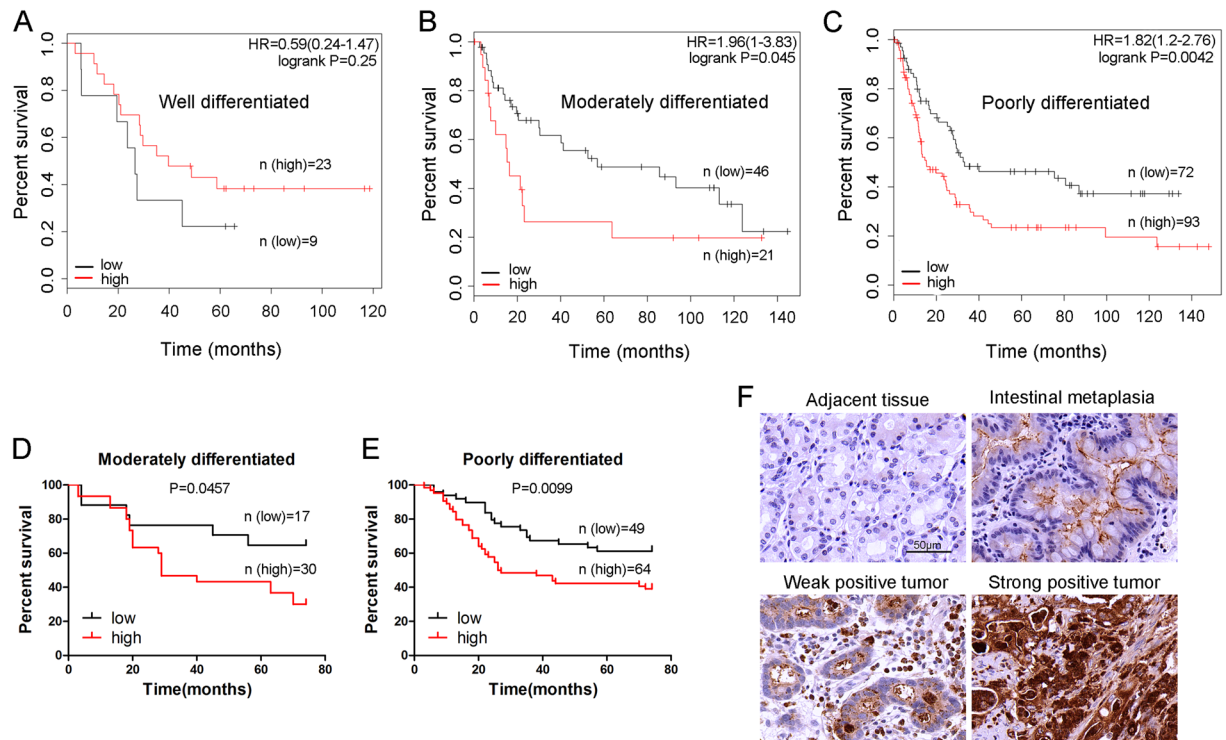 A
HR=0.59(0.24-1.47)
logrank P=0.25
Well differentiated
n (high)=23
n (low)=9
low
high
Percent survival
0.0 0.2 0.4 0.6 0.8 1.0
0 20 40 60 80 100 120
Time (months)
B
HR=1.96(1-3.83)
logrank P=0.045
Moderately differentiated
n (low)=46
n (high)=21
low
high
Percent survival
0.0 0.2 0.4 0.6 0.8 1.0
0 20 40 60 80 100 120 140
Time (months)
C
HR=1.82(1.2-2.76)
logrank P=0.0042
Poorly differentiated
n (low)=72
n (high)=93
low
high
Percent survival
0.0 0.2 0.4 0.6 0.8 1.0
0 20 40 60 80 100 120 140
Time (months)
D
Moderately differentiated
P=0.0457
n (low)=17
n (high)=30
low
high
Percent survival
100
80
60
40
20
0
0 20 40 60 80
Time(months)
E
Poorly differentiated
P=0.0099
n (low)=49
n (high)=64
low
high
Percent survival
100
80
60
40
20
0
0 20 40 60 80
Time(months)
F
Adjacent tissue
Intestinal metaplasia
50μm
Weak positive tumor
Strong positive tumor